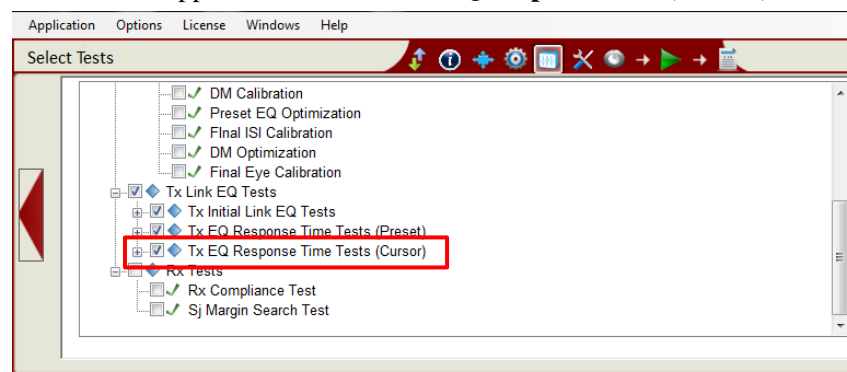 Application Options License Windows Help
Select Tests
DM Calibration
Preset EQ Optimization
FInal ISI Calibration
DM Optimization
Final Eye Calibration
Tx Link EQ Tests
Tx Initial Link EQ Tests
Tx EQ Response Time Tests (Preset)
Tx EQ Response Time Tests (Cursor)
Rx Tests
Rx Compliance Test
Sj Margin Search Test